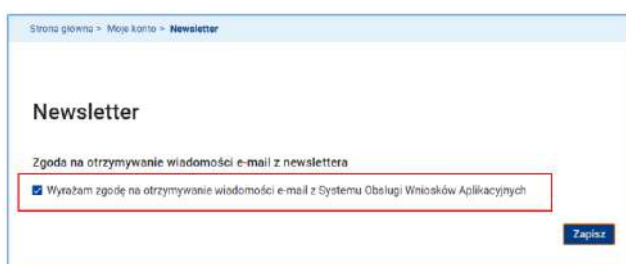 Strona główna > Moje konto > Newsletter
Newsletter
Zgoda na otrzymywanie wiadomości e-mail z newslettera
Wyrażam zgodę na otrzymywanie wiadomości e-mail z Systemu Obsługi Wniosków Aplikacyjnych
Zapisz